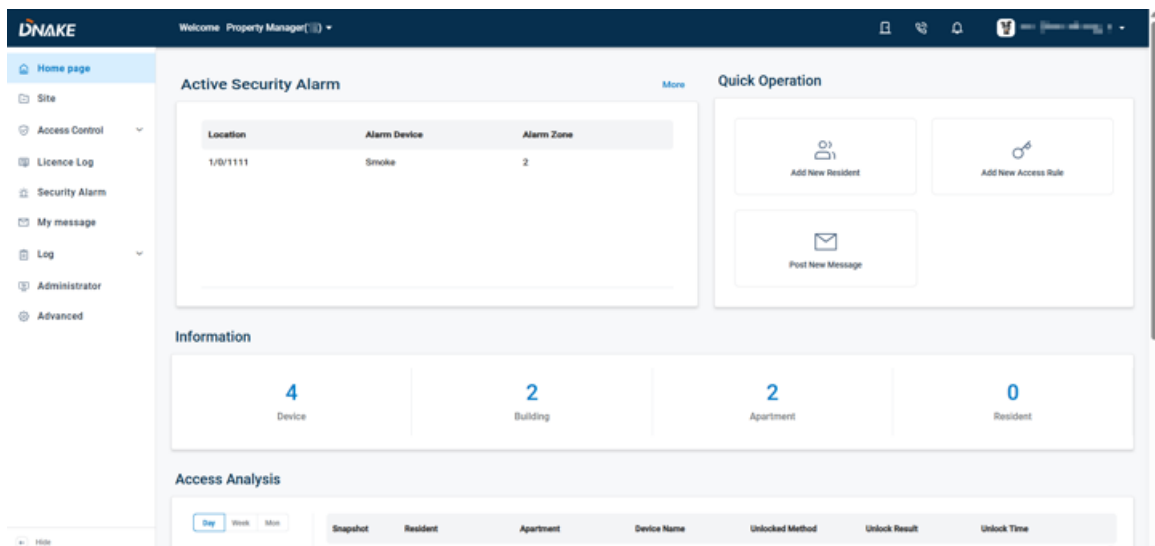 DNAKE
Welcome Property Manager( ) 
Home page
Site
Access Control
Licence Log
Security Alarm
My message
Log
Administrator
Advanced
Hide
Active Security Alarm
More
Location Alarm Device Alarm Zone
1/0/1111 Smoke 2
Quick Operation
Add New Resident
Add New Access Rule
Post New Message
Information
4 2 2 0
Device Building Apartment Resident
Access Analysis
Day Week Mon
Snapshot Resident Apartment Device Name Unlocked Method Unlock Result Unlock Time